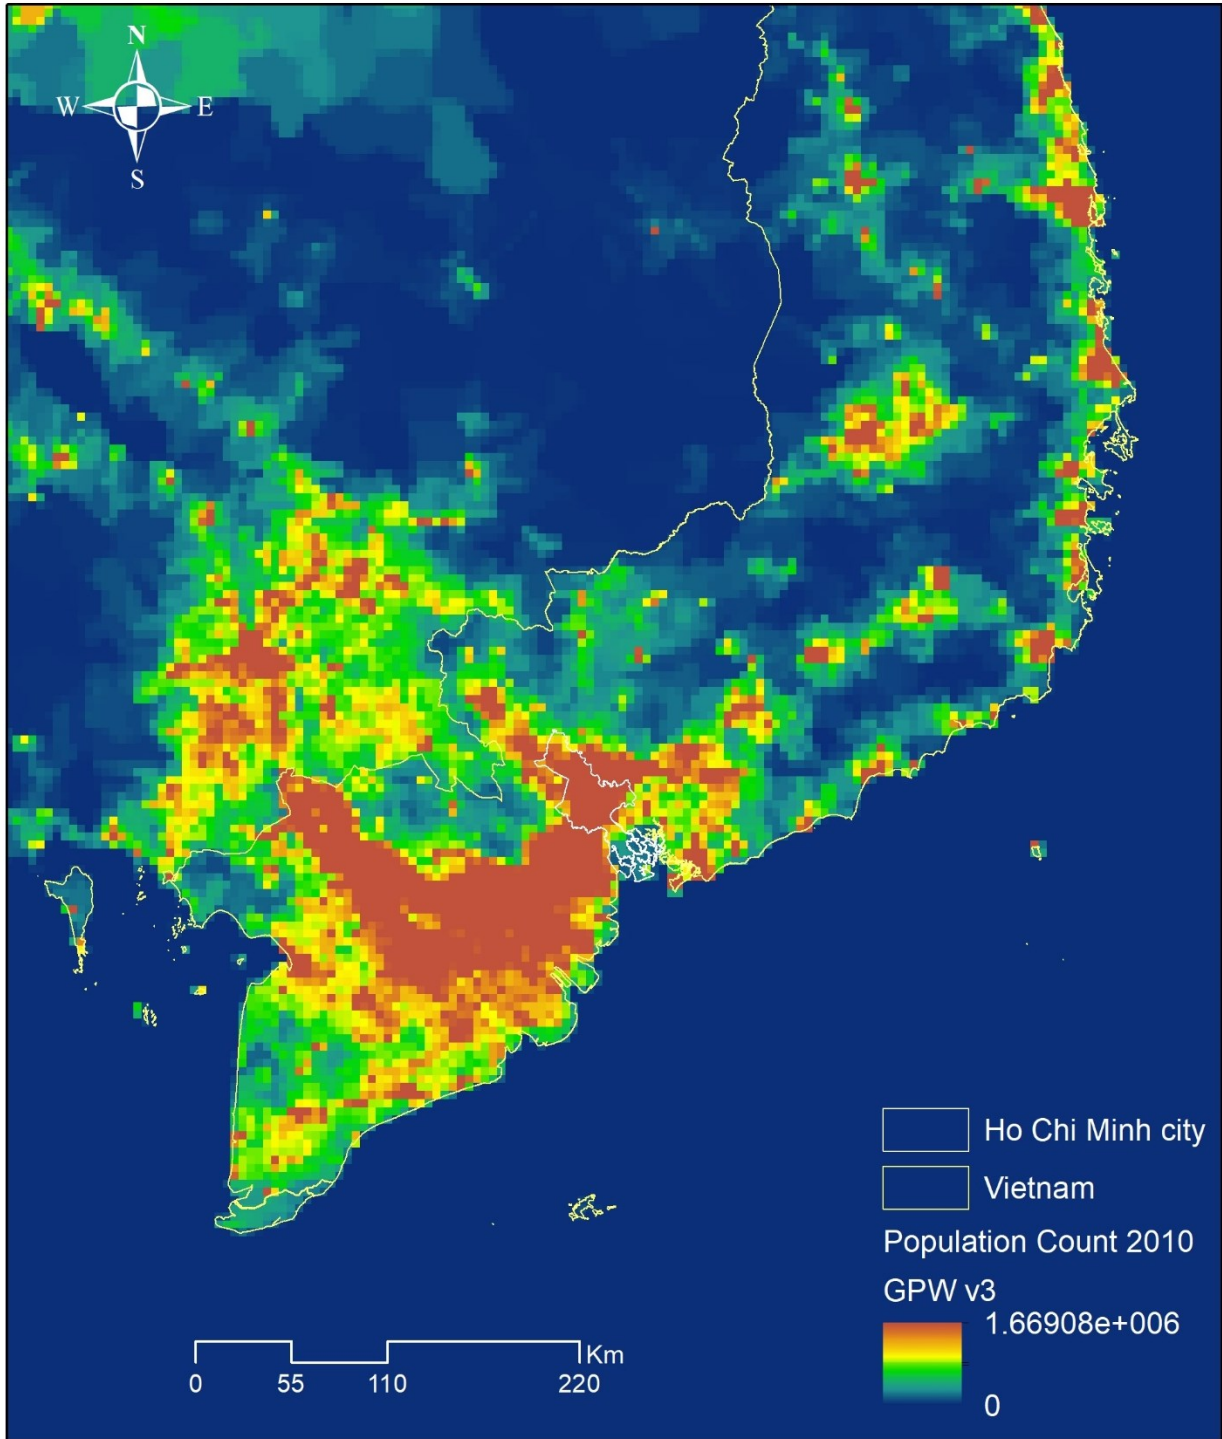 N
W E
S
Ho Chi Minh city
Vietnam
Population Count 2010
GPW v3
1.66908e+006
0
Km
0 55 110 220